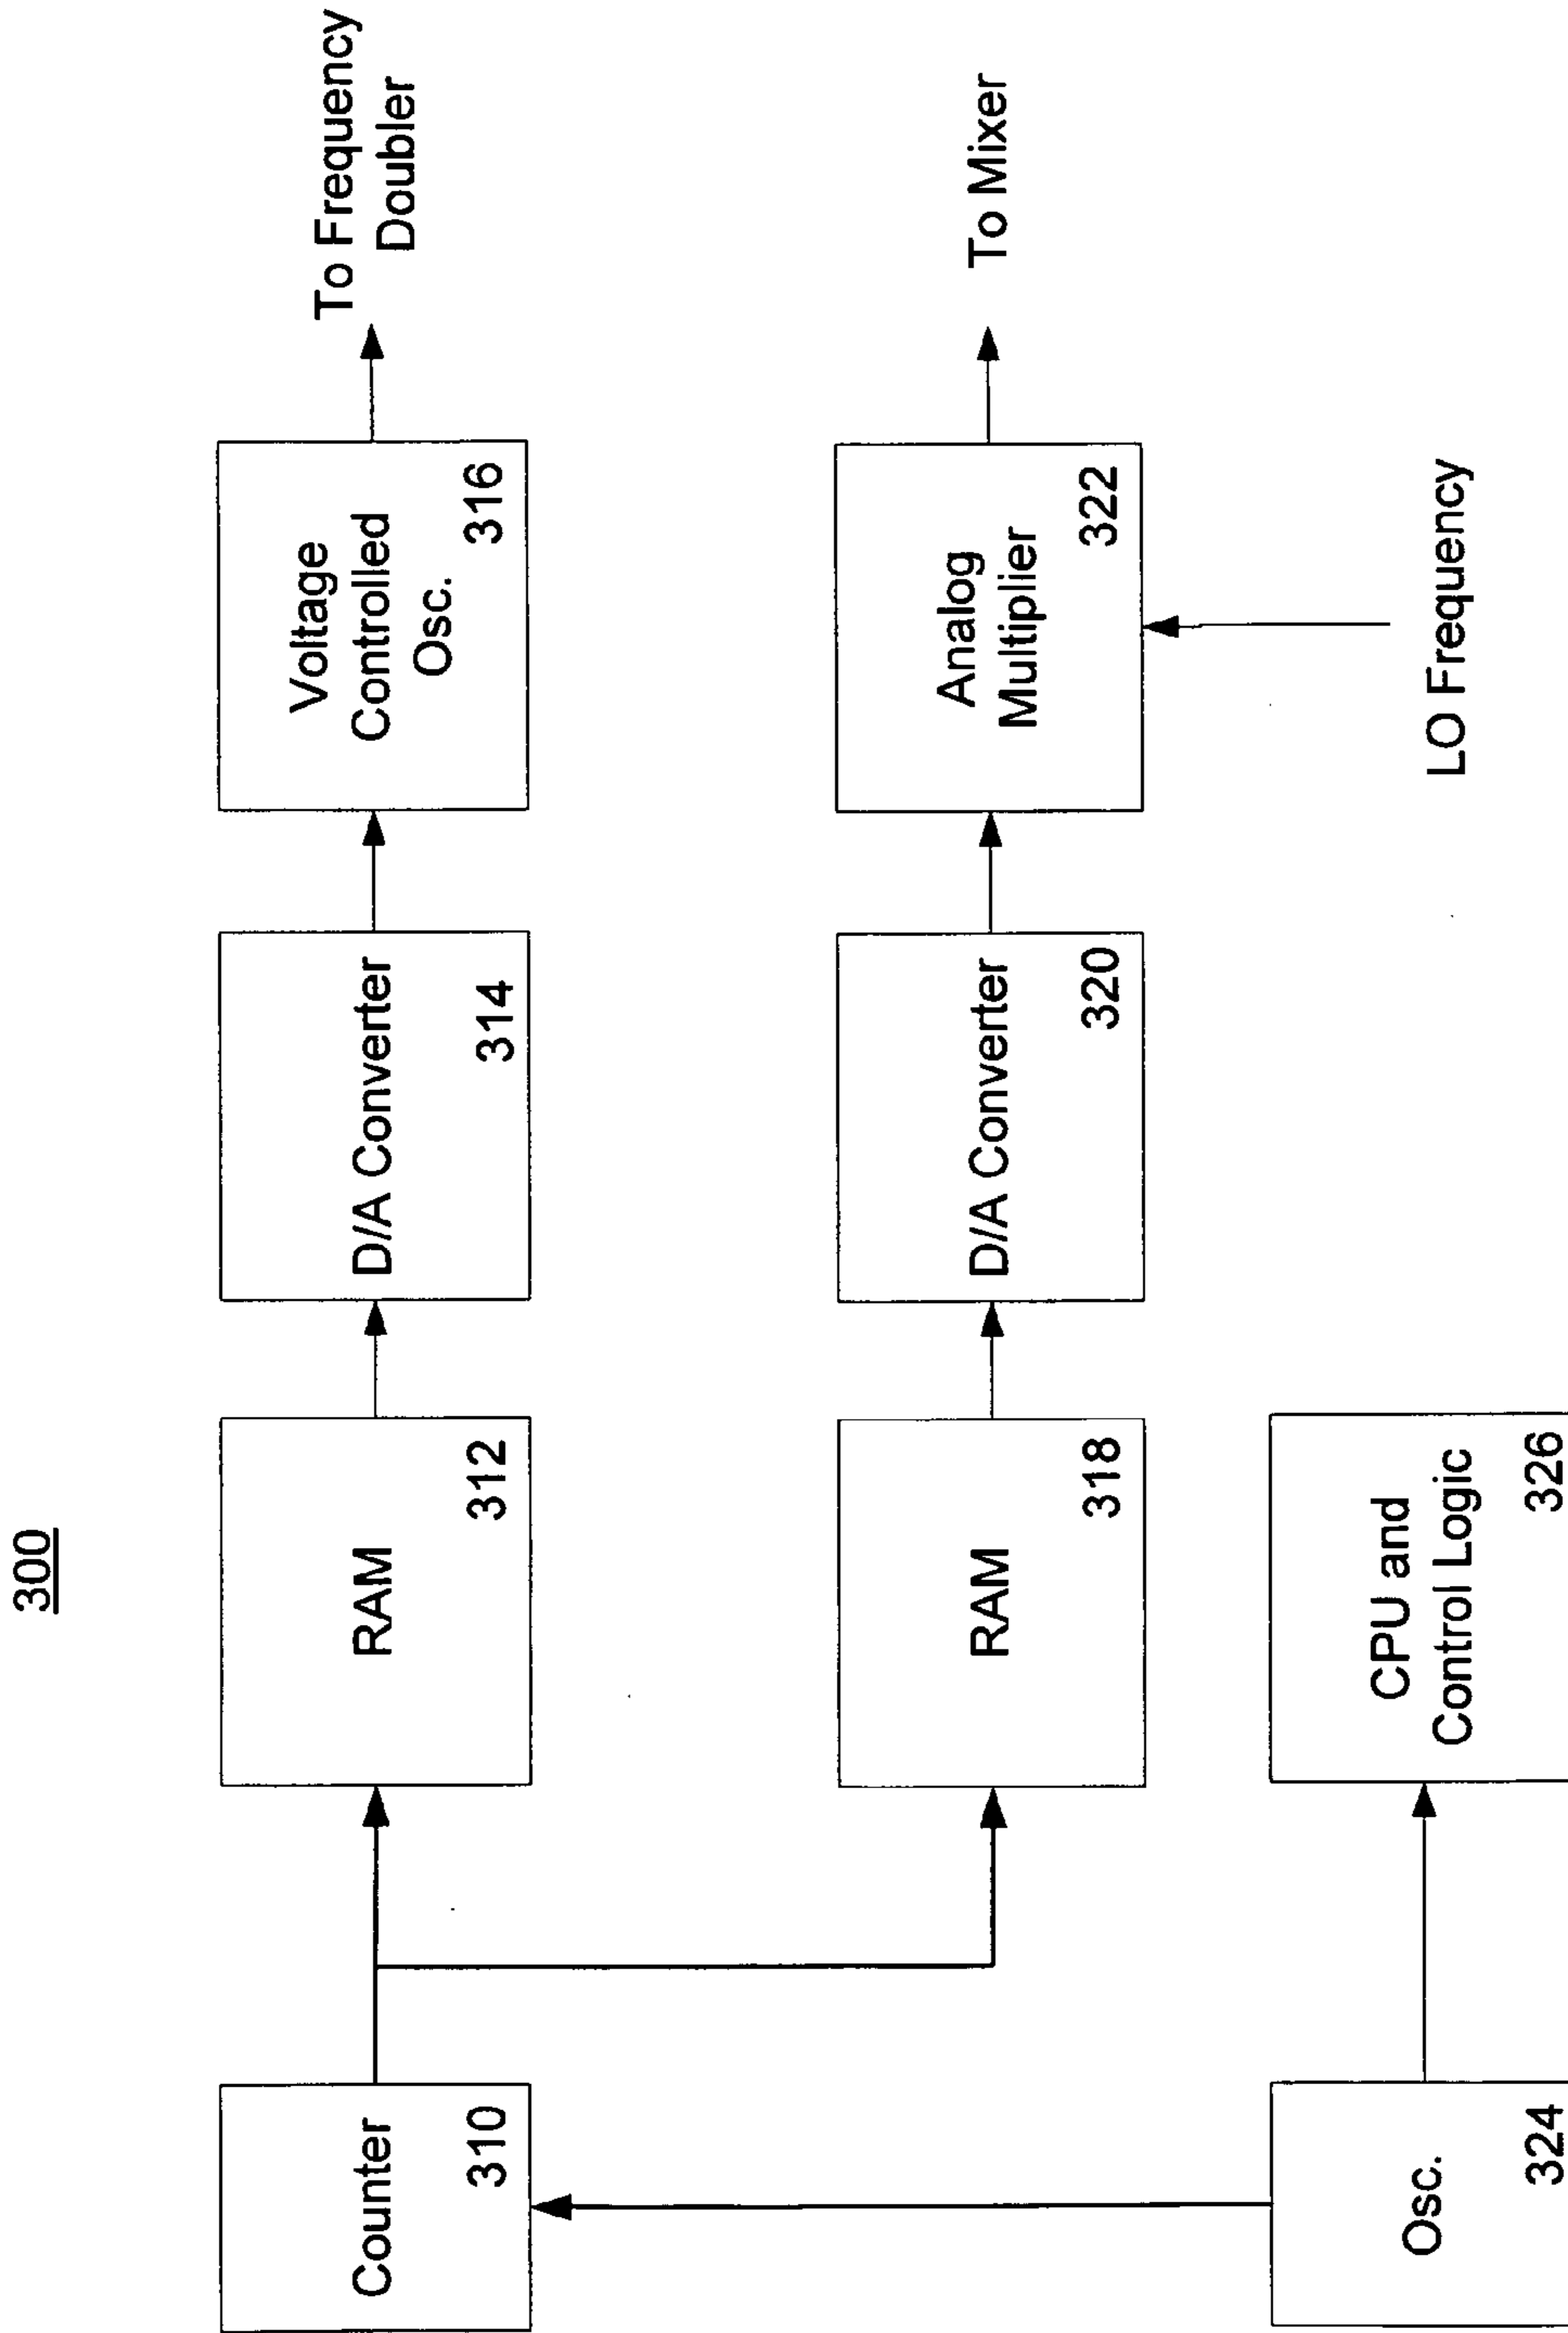 300
Counter
310
RAM
312
D/A Converter
314
Voltage
Controlled
Osc.
316
To Frequency
Doubler
RAM
318
D/A Converter
320
Analog
Multiplier
322
To Mixer
Osc.
324
CPU and
Control Logic
326
LO Frequency